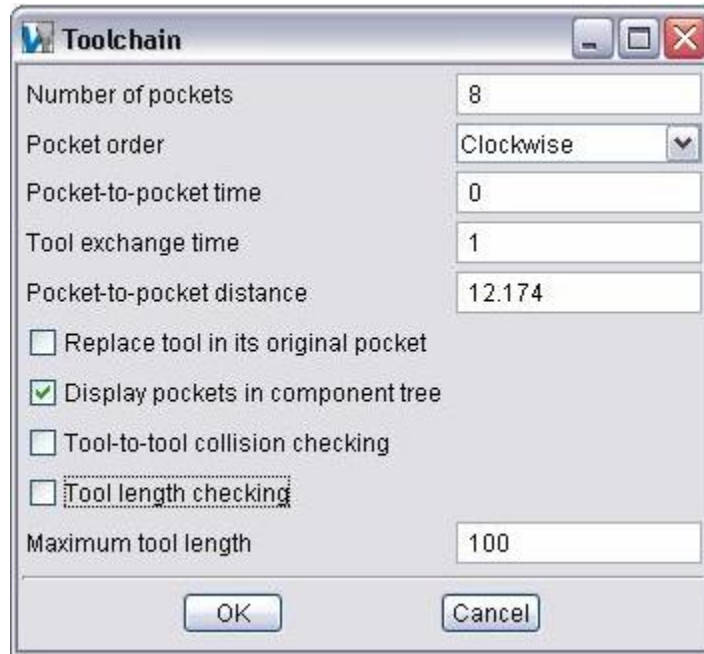 Toolchain
Number of pockets 8
Pocket order Clockwise
Pocket-to-pocket time 0
Tool exchange time 1
Pocket-to-pocket distance 12.174
Replace tool in its original pocket
Display pockets in component tree
Tool-to-tool collision checking
Tool length checking
Maximum tool length 100
OK Cancel